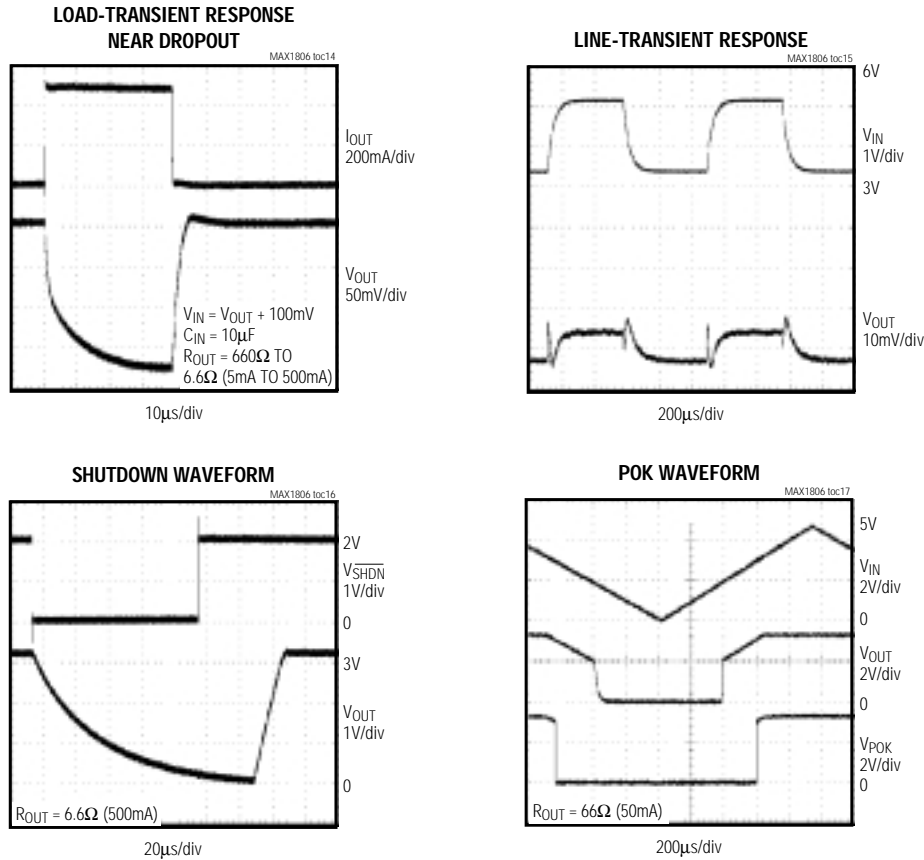 LOAD-TRANSIENT RESPONSE
NEAR DROPOUT
MAX1806 toc14
IOUT
200mA/div
VOUT
50mV/div
VIN = VOUT + 100mV
CIN = 10μF
ROUT = 660Ω TO
6.6Ω (5mA TO 500mA)
10μs/div
LINE-TRANSIENT RESPONSE
MAX1806 toc15
6V
VIN
1V/div
3V
VOUT
10mV/div
200μs/div
SHUTDOWN WAVEFORM
MAX1806 toc16
2V
VSHDN
1V/div
0
3V
VOUT
1V/div
0
ROUT = 6.6Ω (500mA)
20μs/div
POK WAVEFORM
MAX1806 toc17
5V
VIN
2V/div
0
VOUT
2V/div
0
VPOK
2V/div
0
ROUT = 66Ω (50mA)
200μs/div